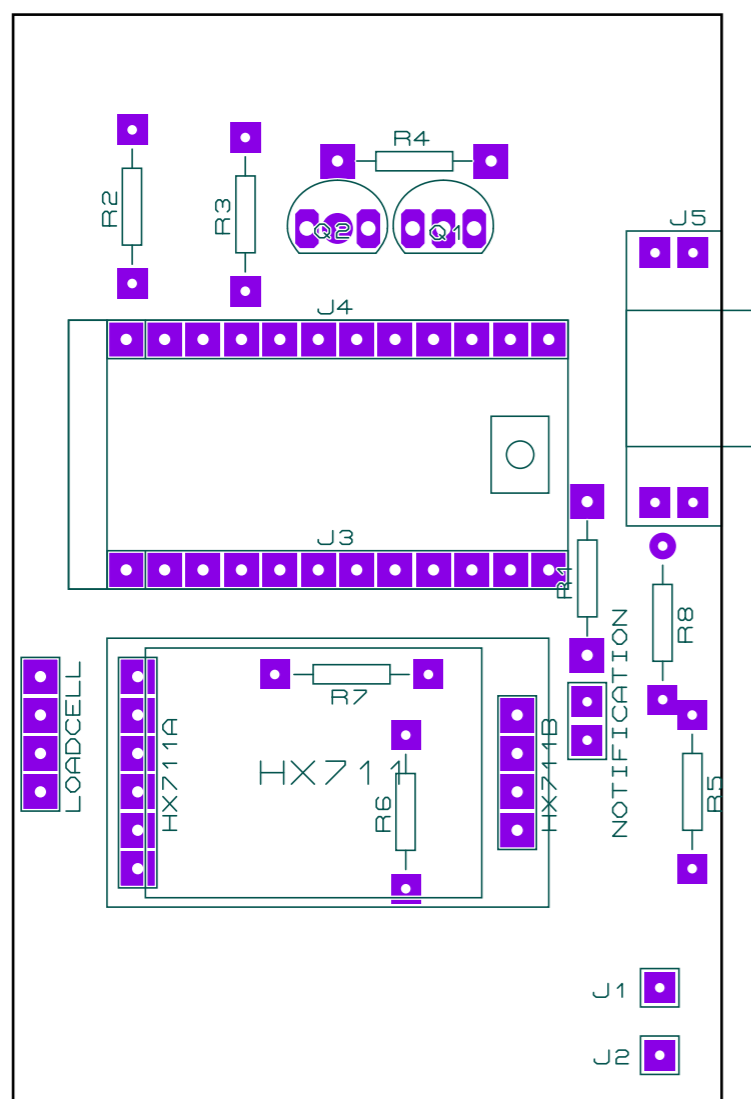 R4
R2
R3
Q2
Q1
J5
J4
J3
R1
R8
NOTIFICATION
LOADCELL
R7
HX711A
HX711
HX711B
R6
R5
J1
J2